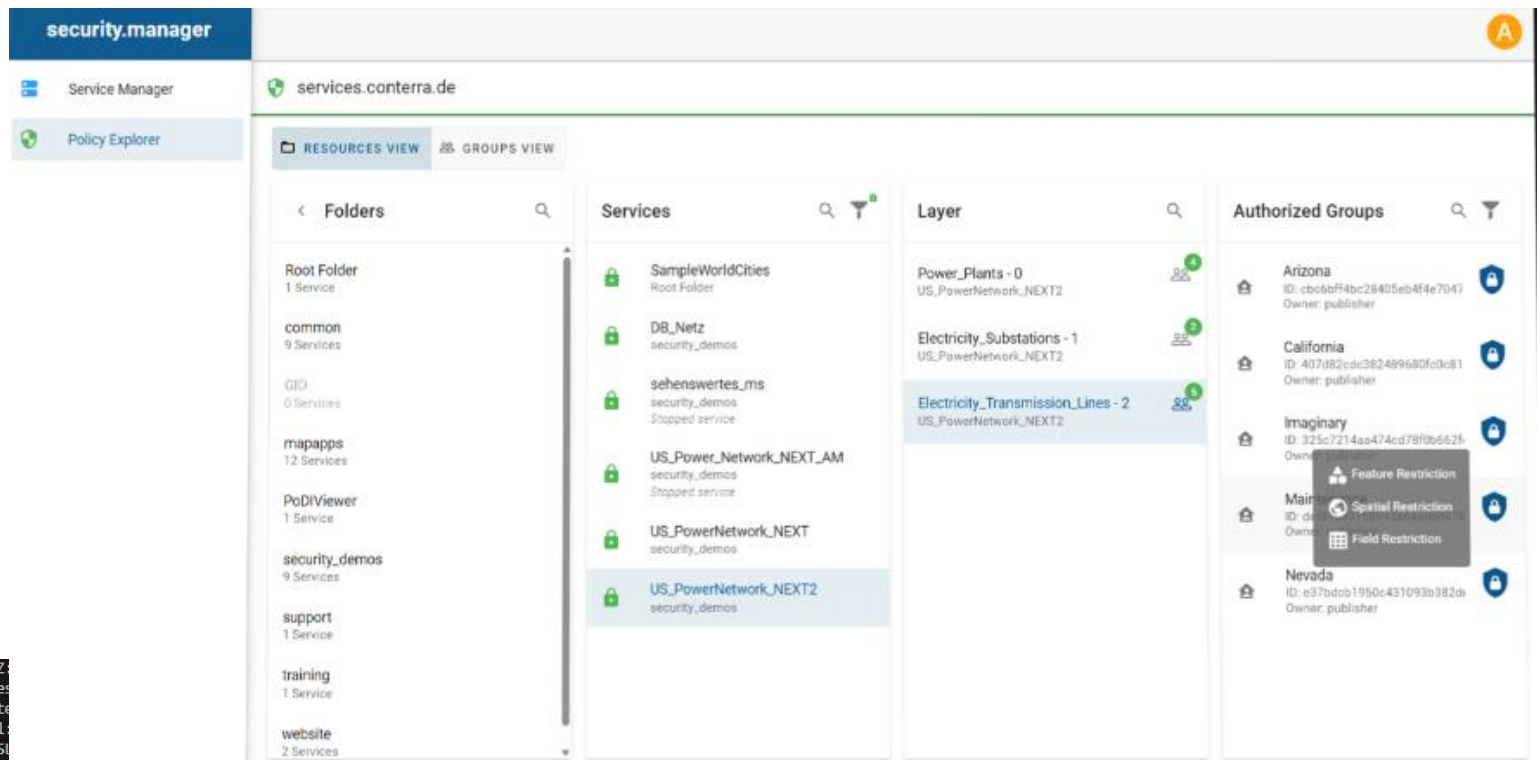 security.manager
A
Service Manager
Policy Explorer
services.conterra.de
RESOURCES VIEW
GROUPS VIEW
Folders
Root Folder
1 Service
common
9 Services
GID
0 Services
mapapps
12 Services
PoDIViewer
1 Service
security_demos
9 Services
support
1 Service
training
1 Service
website
2 Services
Services
SampleWorldCities
Root Folder
DB_Netz
security_demos
sehenswertes_ms
security_demos
Stopped service
US_Power_Network_NEXT_AM
security_demos
Stopped service
US_PowerNetwork_NEXT
security_demos
US_PowerNetwork_NEXT2
security_demos
Layer
Power_Plants - 0
US_PowerNetwork_NEXT2
4
Electricity_Substations - 1
US_PowerNetwork_NEXT2
2
Electricity_Transmission_Lines - 2
US_PowerNetwork_NEXT2
5
Authorized Groups
Arizona
ID: cbc6bff4bc28405eb4f4e7047
Owner: publisher
California
ID: 407d82cdc382489680fc0c81
Owner: publisher
Imaginary
ID: 325c7214aa474cd78f0b662f
Owner: publisher
Feature Restriction
Spatial Restriction
Field Restriction
Nevada
ID: e37bdcb1950c431093b382de
Owner: publisher